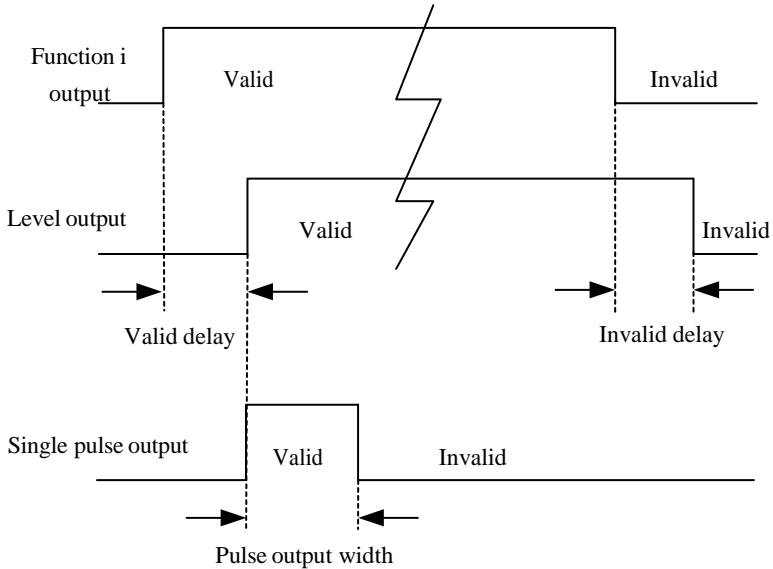 Function i
output
Valid
Invalid
Level output
Valid
Invalid
Valid delay
Invalid delay
Single pulse output
Valid
Invalid
Pulse output width